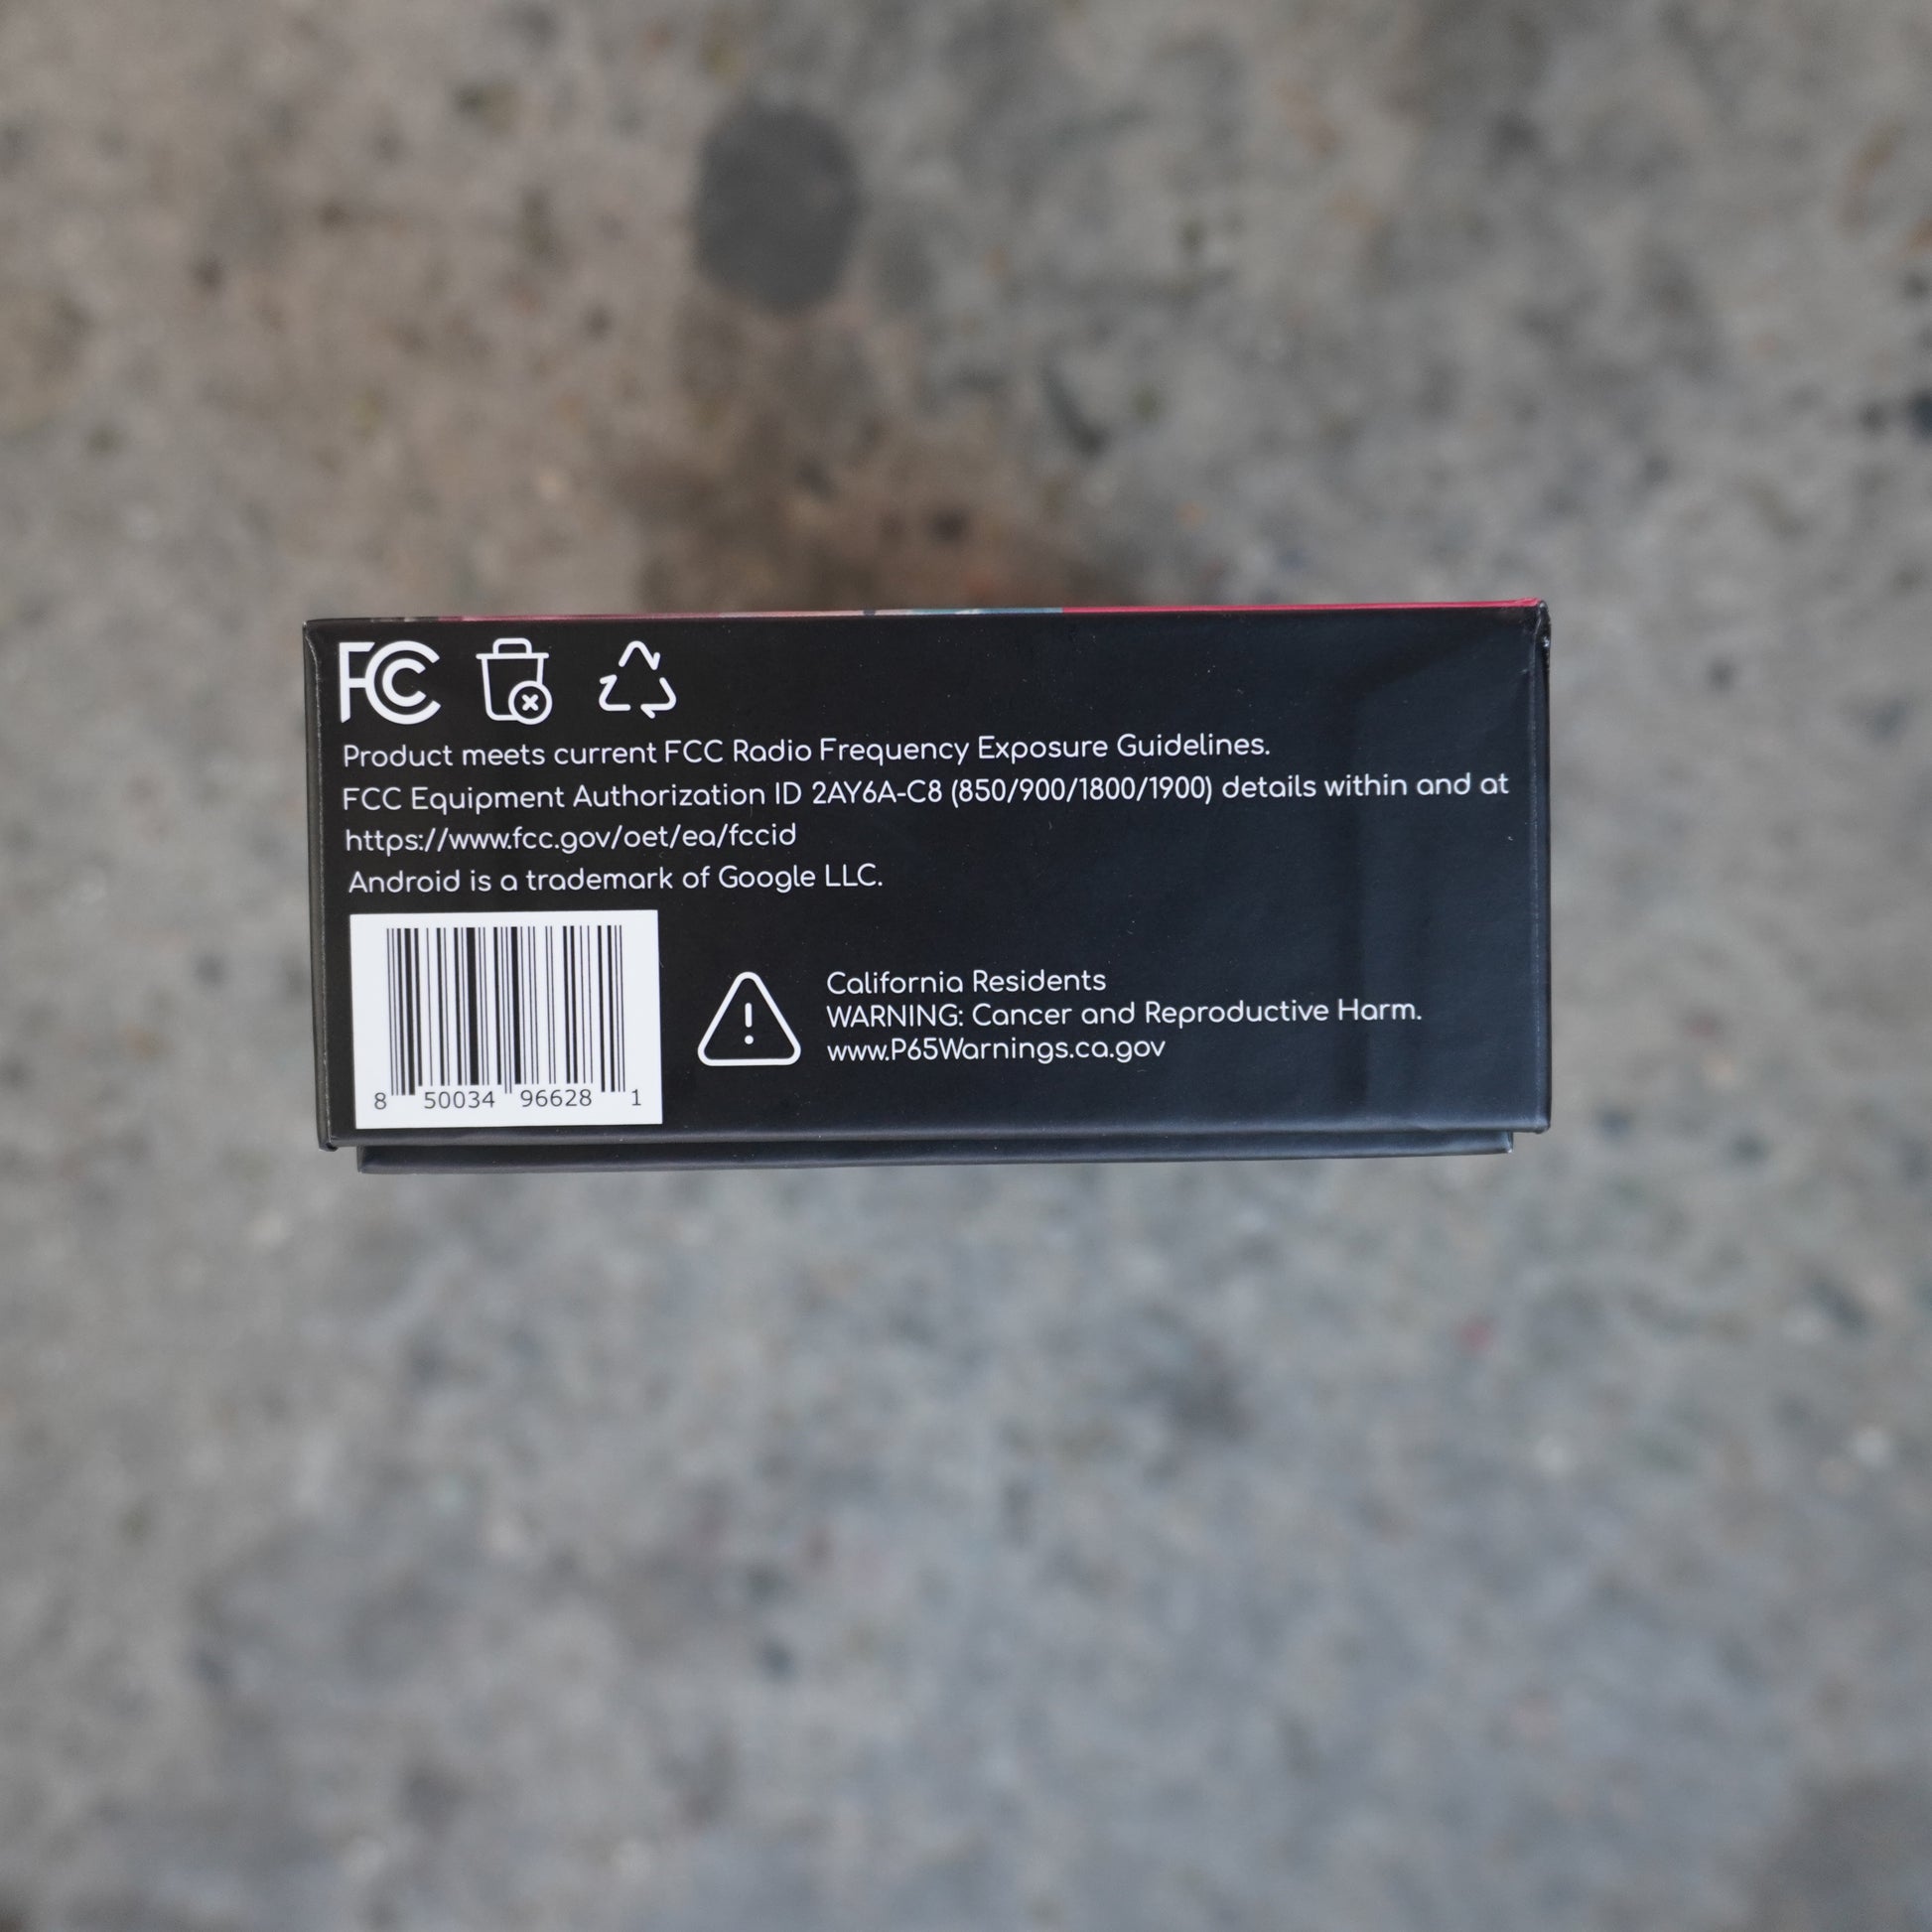 FCC
Product meets current FCC Radio Frequency Exposure Guidelines.
FCC Equipment Authorization ID 2AY6A-C8 (850/900/1800/1900) details within and at
https://www.fcc.gov/oet/ea/fccid
Android is a trademark of Google LLC.
California Residents
WARNING: Cancer and Reproductive Harm.
www.P65Warnings.ca.gov
8 50034 96628 1